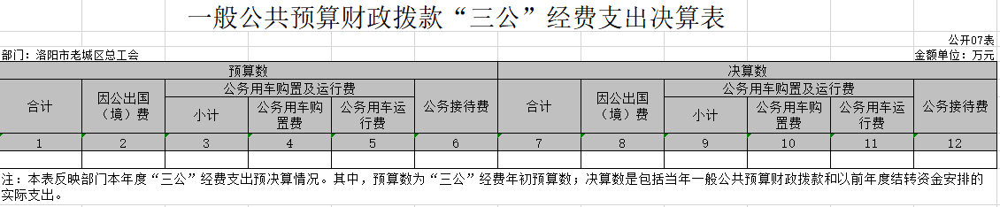 一般公共预算财政拨款“三公”经费支出决算表
公开07表
部门：洛阳市老城区总工会 金额单位：万元
预算数 决算数
合计 因公出国（境）费 公务用车购置及运行费 公务接待费 合计 因公出国（境）费 公务用车购置及运行费 公务接待费
小计 公务用车购置费 公务用车运行费 小计 公务用车购置费 公务用车运行费
1 2 3 4 5 6 7 8 9 10 11 12
注：本表反映部门本年度“三公”经费支出预决算情况。其中，预算数为“三公”经费年初预算数；决算数是包括当年一般公共预算财政拨款和以前年度结转资金安排的
实际支出。